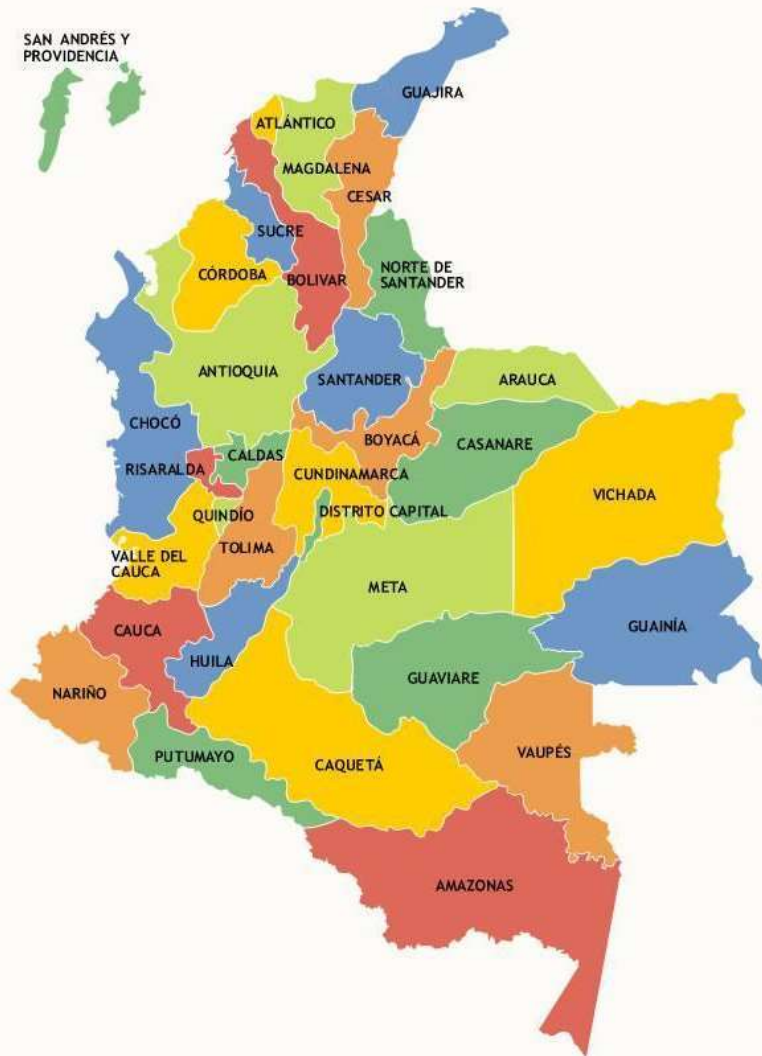 SAN ANDRÉS Y
PROVIDENCIA
GUAJIRA
ATLÁNTICO
MAGDALENA
CESAR
SUCRE
NORTE DE
SANTANDER
CÓRDOBA
BOLIVAR
ANTIOQUIA
SANTANDER
ARAUCA
CHOCÓ
BOYACÁ
CASANARE
CALDAS
RISARALDA
CUNDINAMARCA
VICHADA
QUINDÍO
DISTRITO CAPITAL
TOLIMA
VALLE DEL
CAUCA
META
CAUCA
GUAINÍA
HUILA
GUAVIARE
NARIÑO
VAUPÉS
PUTUMAYO
CAQUETÁ
AMAZONAS